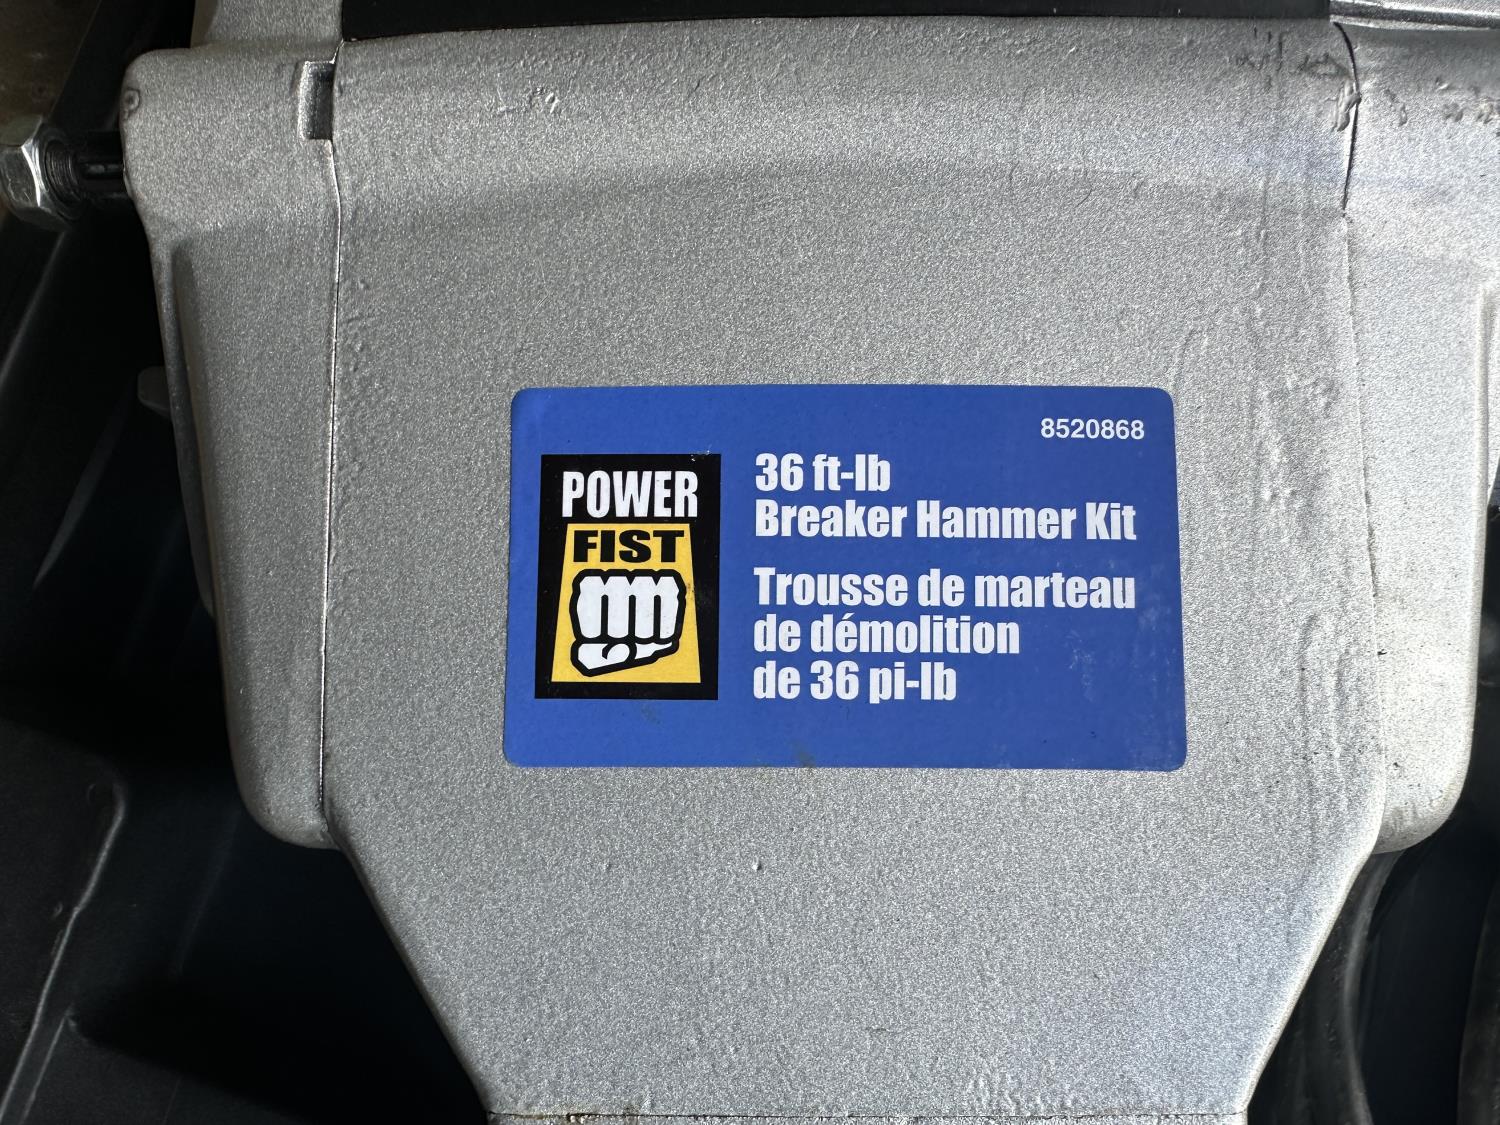 8520868
POWER
FIST
36 ft-lb
Breaker Hammer Kit
Trousse de marteau
de démolition
de 36 pi-lb